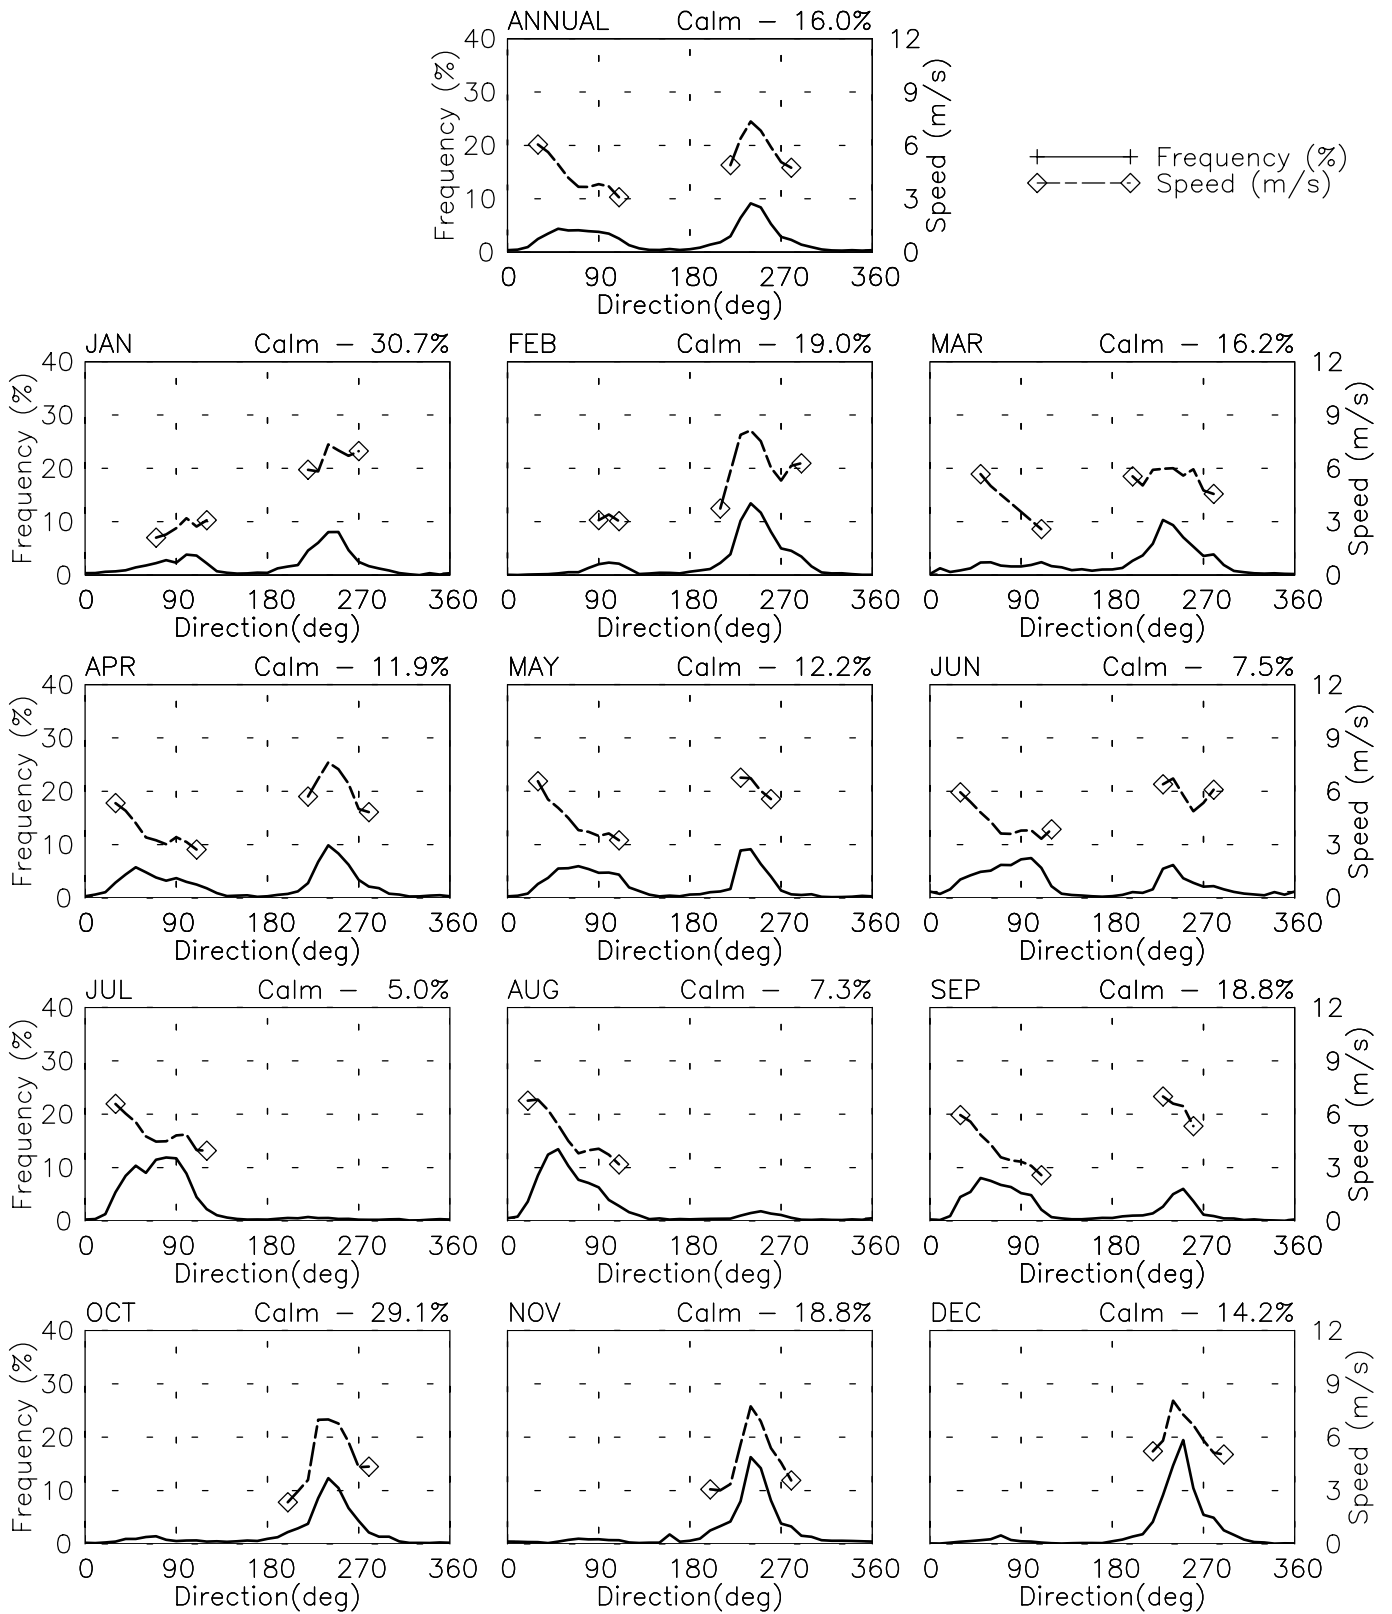 ANNUAL Calm – 16.0%
40 30 20 10 0
Frequency (%)
12 9 6 3 0
Speed (m/s)
0 90 180 270 360
Direction(deg)
Frequency (%)
Speed (m/s)
JAN Calm – 30.7%
FEB Calm – 19.0%
MAR Calm – 16.2%
40 30 20 10 0
Frequency (%)
12 9 6 3 0
Speed (m/s)
0 90 180 270 360 0 90 180 270 360 0 90 180 270 360
Direction(deg) Direction(deg) Direction(deg)
APR Calm – 11.9%
MAY Calm – 12.2%
JUN Calm – 7.5%
40 30 20 10 0
Frequency (%)
12 9 6 3 0
Speed (m/s)
0 90 180 270 360 0 90 180 270 360 0 90 180 270 360
Direction(deg) Direction(deg) Direction(deg)
JUL Calm – 5.0%
AUG Calm – 7.3%
SEP Calm – 18.8%
40 30 20 10 0
Frequency (%)
12 9 6 3 0
Speed (m/s)
0 90 180 270 360 0 90 180 270 360 0 90 180 270 360
Direction(deg) Direction(deg) Direction(deg)
OCT Calm – 29.1%
NOV Calm – 18.8%
DEC Calm – 14.2%
40 30 20 10 0
Frequency (%)
12 9 6 3 0
Speed (m/s)
0 90 180 270 360 0 90 180 270 360 0 90 180 270 360
Direction(deg) Direction(deg) Direction(deg)